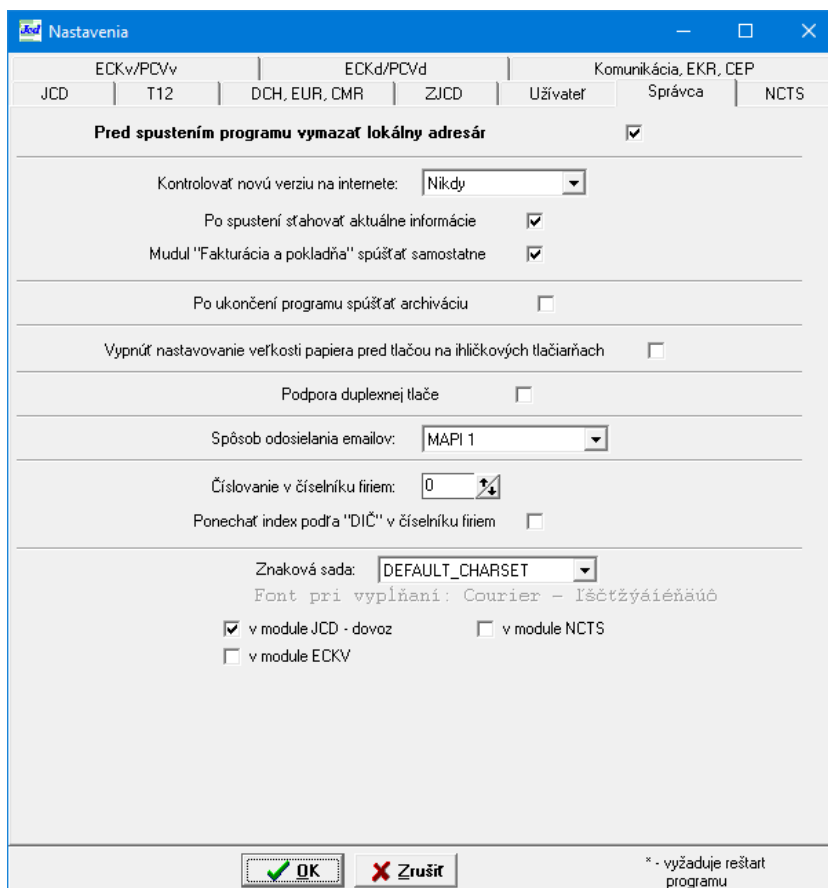 Jcd Nastavenia
ECKv/PCVv ECKd/PCVd Komunikácia, EKR, CEP
JCD T12 DCH, EUR, CMR ZJCD Užívateľ Správca NCTS
Pred spustením programu vymazať lokálny adresár
Kontrolovať novú verziu na internete: Nikdy
Po spustení sťahovať aktuálne informácie
Mudul "Fakturácia a pokladňa" spúšťať samostatne
Po ukončení programu spúšťať archiváciu
Vypnúť nastavovanie veľkosti papiera pred tlačou na ihličkových tlačiarňach
Podpora duplexnej tlače
Spôsob odosielania emailov: MAPI 1
Číslovanie v číselníku firiem: 0
Ponechať index podľa "DIČ" v číselníku firiem
Znaková sada: DEFAULT_CHARSET
Font pri vypĺňaní: Courier - ľščťžýáíéňäúô
v module JCD - dovoz v module NCTS
v module ECKV
OK Zrušiť * - vyžaduje reštart
programu